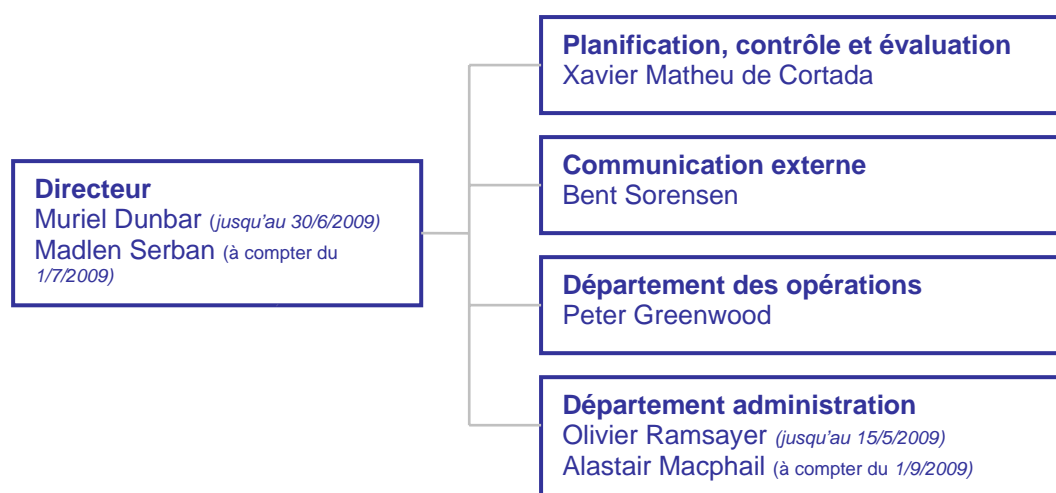 Planification, contrôle et évaluation
Xavier Matheu de Cortada
Communication externe
Bent Sorensen
Directeur
Muriel Dunbar (jusqu'au 30/6/2009)
Madlen Serban (à compter du
1/7/2009)
Département des opérations
Peter Greenwood
Département administration
Olivier Ramsayer (jusqu'au 15/5/2009)
Alastair Macphail (à compter du 1/9/2009)